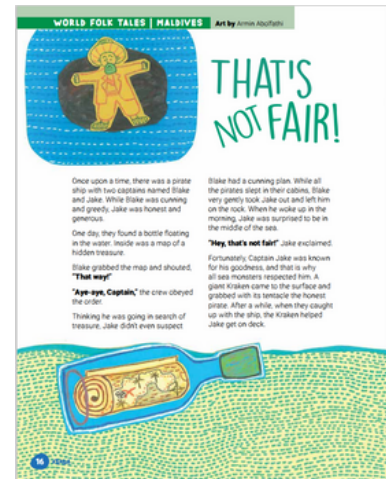 WORLD FOLK TALES | MALDIVES Art by Armin Abolfathi
THAT'S
NOT FAIR!
Once upon a time, there was a pirate
ship with two captains named Blake
and Jake. While Blake was cunning
and greedy, Jake was honest and
generous.
One day, they found a bottle floating
in the water. Inside was a map of a
hidden treasure.
Blake grabbed the map and shouted,
"That way!"
"Aye-aye, Captain," the crew obeyed
the order.
Thinking he was going in search of
treasure, Jake didn't even suspect
Blake had a cunning plan. While all
the pirates slept in their cabins, Blake
very gently took Jake out and left him
on the rock. When he woke up in the
morning, Jake was surprised to be in
the middle of the sea.
"Hey, that's not fair!" Jake exclaimed.
Fortunately, Captain Jake was known
for his goodness, and that is why
all sea monsters respected him. A
giant Kraken came to the surface and
grabbed with its tentacle the honest
pirate. After a while, when they caught
up with the ship, the Kraken helped
Jake get on deck.
16